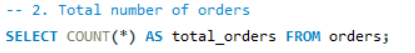 -- 2. Total number of orders
SELECT COUNT(*) AS total_orders FROM orders;